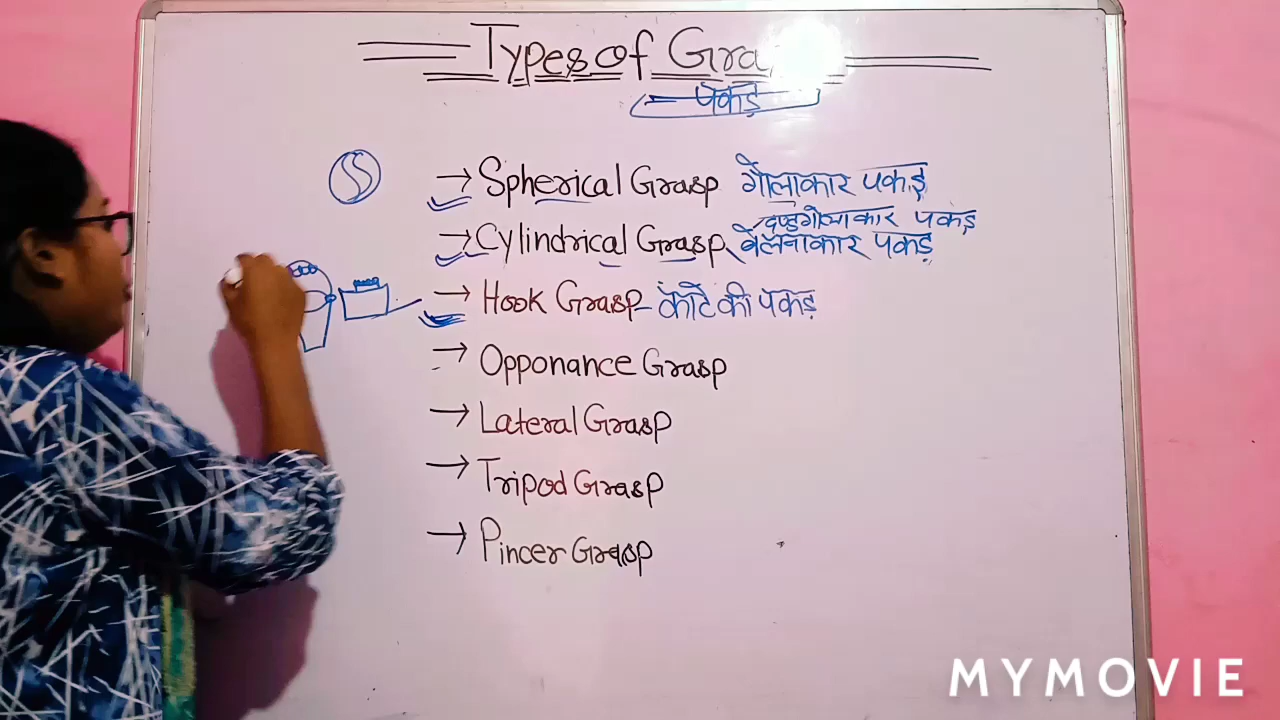 Types of Gra
पकड़
→ Spherical Grasp गोलाकार पकड़
दण्डगोलाकार पकड़
→ Cylindrical Grasp बेलनाकार पकड़
→ Hook Grasp - काँटे की पकड़
→ Opponance Grasp
→ Lateral Grasp
→ Tripod Grasp
→ Pincer Grasp
MYMOVIE